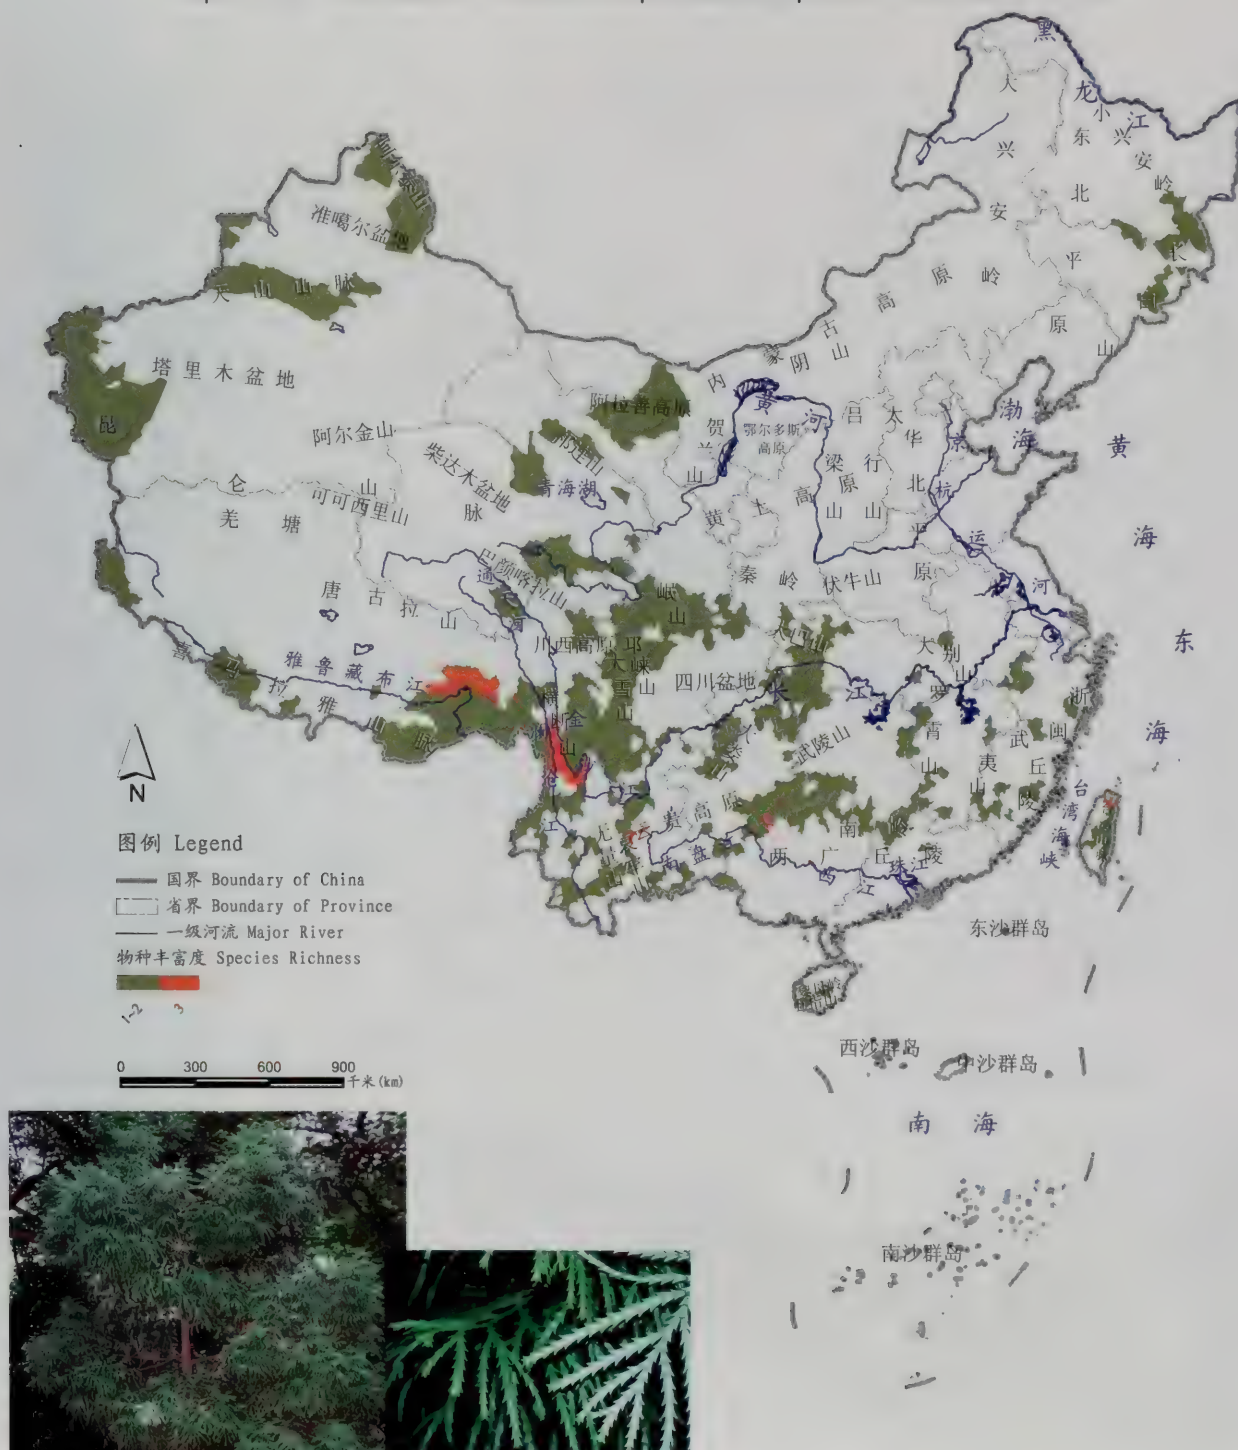 黑龙江
大兴安岭
小兴安岭
东北平原
阿尔泰山
准噶尔盆地
天山山脉
长白山
内蒙古高原
阴山
塔里木盆地
昆仑山脉
阿拉善高原
贺兰山
黄河
鄂尔多斯
高原
吕梁山
太行山
华北平原
渤海
黄海
京杭运河
阿尔金山
祁连山
柴达木盆地
青海湖
可可西里山
羌塘
黄土高原
巴颜喀拉山
通天河
秦岭
伏牛山
岷山
唐古拉山
川西高原
邛崃山
大雪山
大巴山
大别山
东海
喜马拉雅山脉
雅鲁藏布江
四川盆地
长江
横断山
金沙江
澜沧江
武陵山
罗霄山
武夷山
浙闽丘陵
台湾海峡
云贵高原
南岭
南盘江
两广丘陵
珠江
西江
N
图例 Legend
国界 Boundary of China
省界 Boundary of Province
一级河流 Major River
物种丰富度 Species Richness
1-2
3
0 300 600 900
千米(km)
东沙群岛
西沙群岛
中沙群岛
南海
南沙群岛